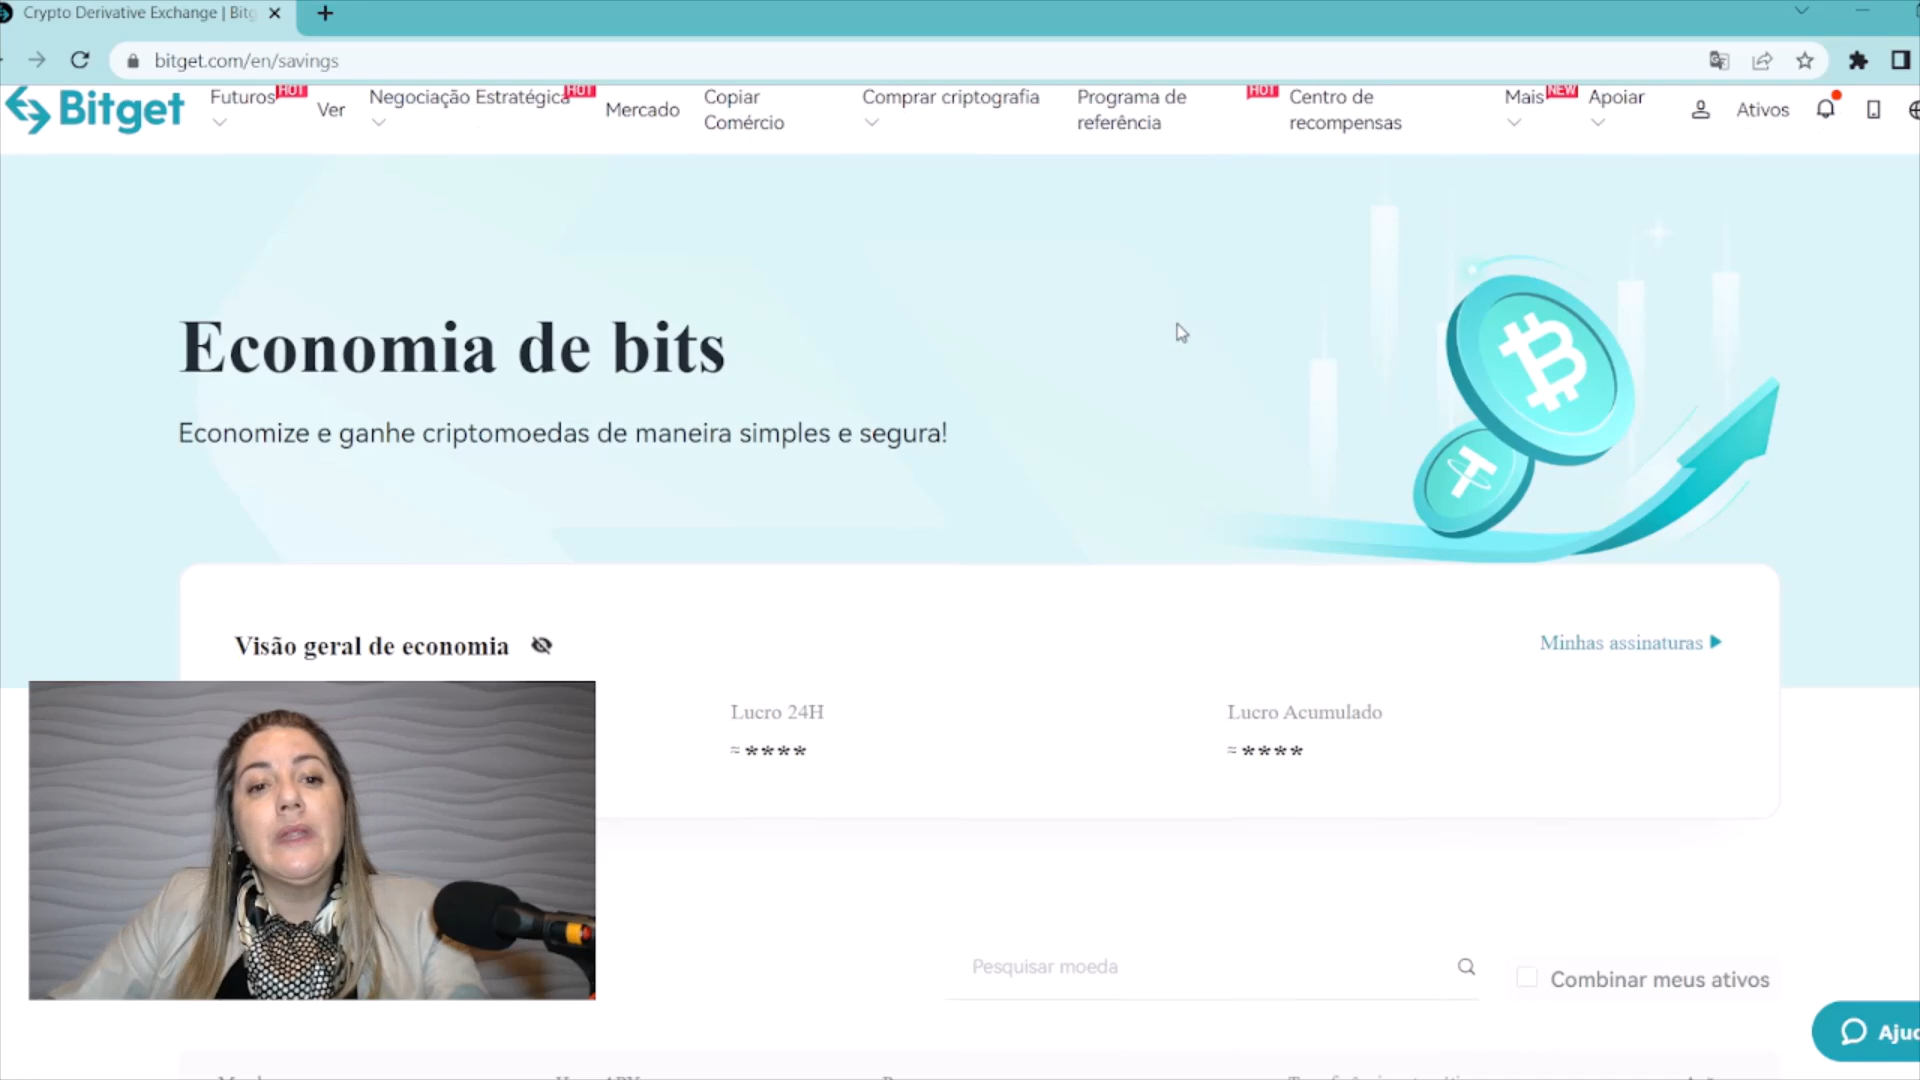 Crypto Derivative Exchange | Bitg
bitget.com/en/savings
Bitget
Futuros
HOT
Ver
Negociação Estratégica
HOT
Mercado
Copiar
Comércio
Comprar criptografia
Programa de
referência
HOT
Centro de
recompensas
Mais
NEW
Apoiar
Ativos
Economia de bits
Economize e ganhe criptomoedas de maneira simples e segura!
Visão geral de economia
Minhas assinaturas
Lucro 24H
Lucro Acumulado
≈ ****
≈ ****
Pesquisar moeda
Combinar meus ativos
Ajud